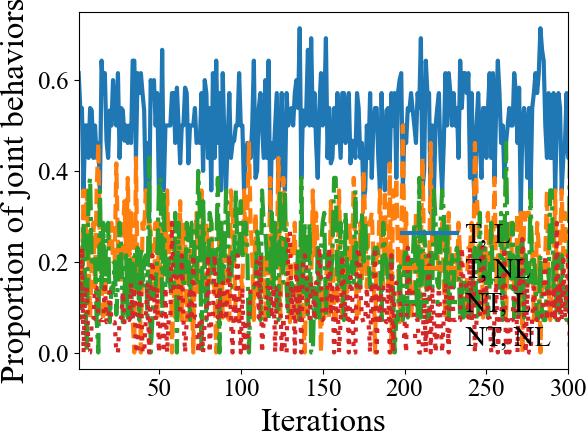 Proportion of joint behaviors
0.6
0.4
0.2
0.0
T, L
T, NL
NT, L
NT, NL
50
100
150
200
250
300
Iterations